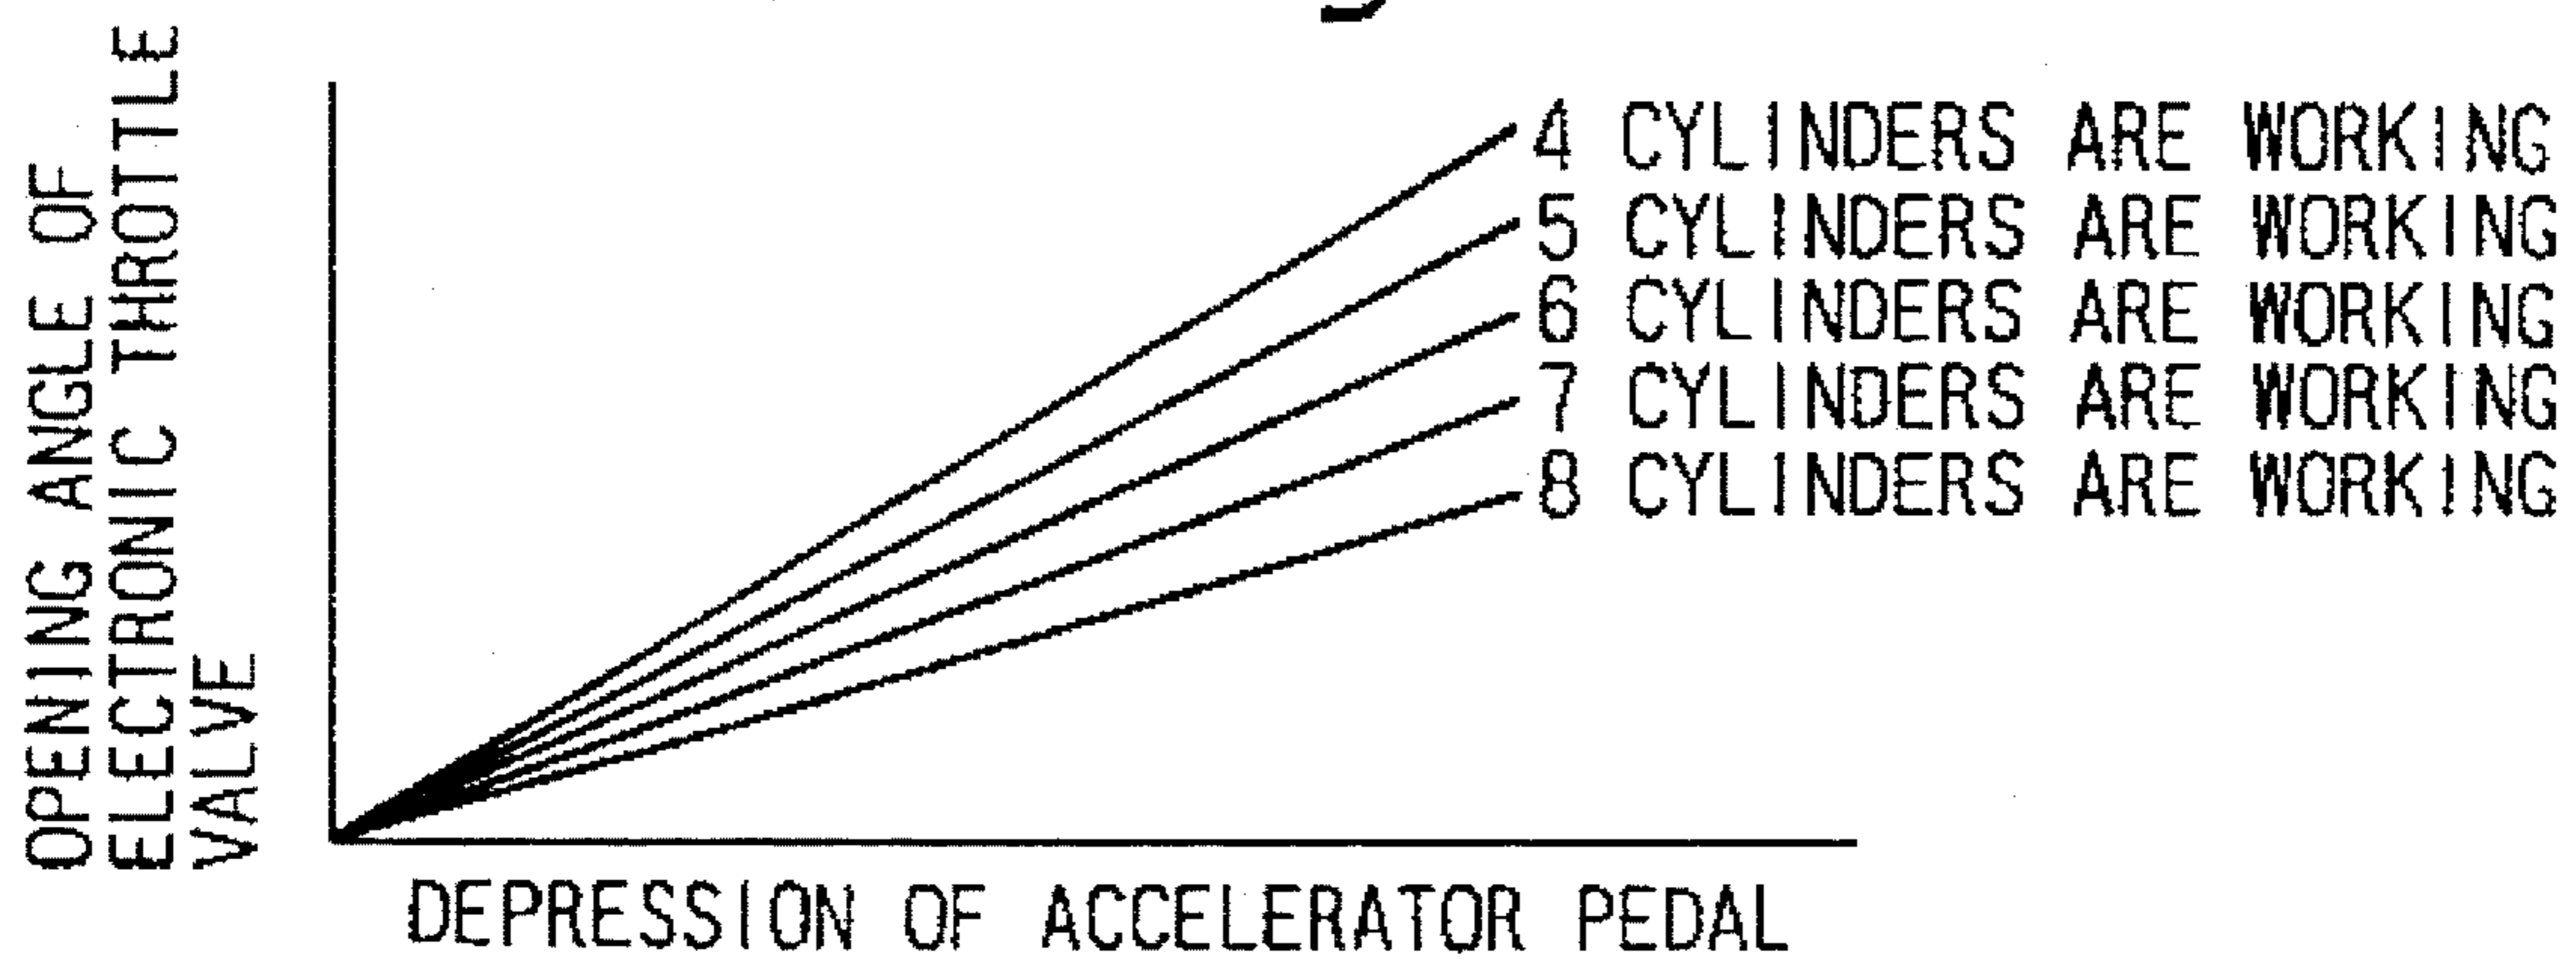 OPENING ANGLE OF
ELECTRONIC THROTTLE
VALVE
4 CYLINDERS ARE WORKING
5 CYLINDERS ARE WORKING
6 CYLINDERS ARE WORKING
7 CYLINDERS ARE WORKING
8 CYLINDERS ARE WORKING
DEPRESSION OF ACCELERATOR PEDAL